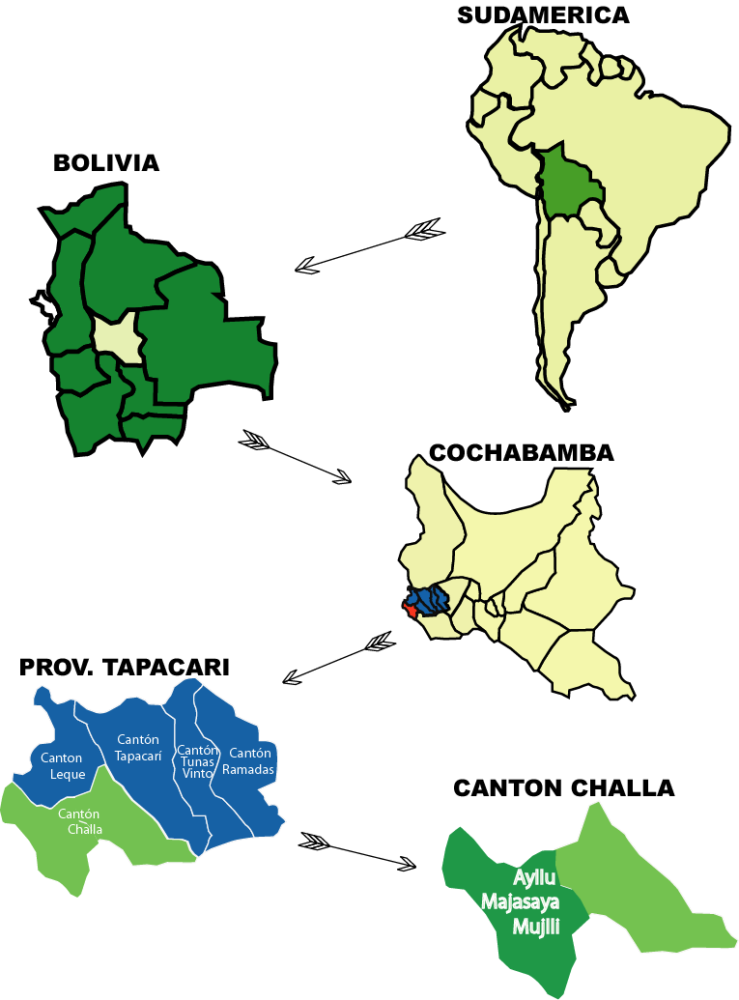 SUDAMERICA
BOLIVIA
COCHABAMBA
PROV. TAPACARI
Canton
Leque
Cantón
Tapacarí
Cantón
Tunas
Vinto
Cantón
Ramadas
Cantón
Challa
CANTON CHALLA
Ayllu
Majasaya
Mujlli